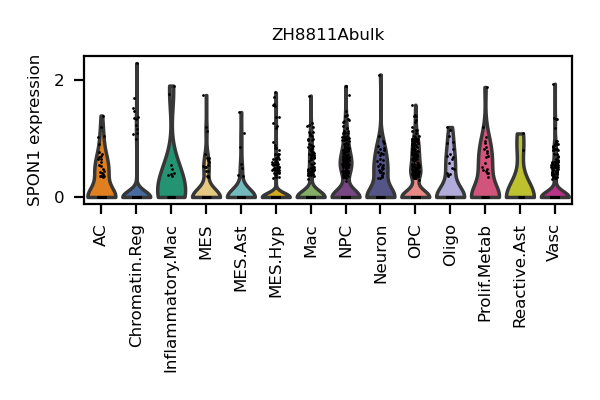 ZH8811Abulk
SPON1 expression
2
0
AC
Chromatin.Reg
Inflammatory.Mac
MES
MES.Ast
MES.Hyp
Mac
NPC
Neuron
OPC
Oligo
Prolif.Metab
Reactive.Ast
Vasc